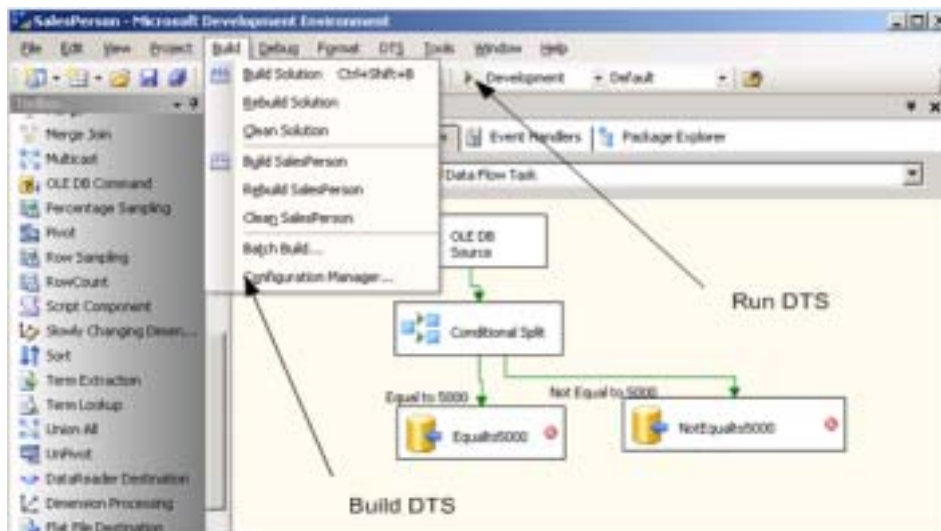 SalesPerson - Microsoft Development Environment
File Edit View Project Build Debug Format DTS Tools Window Help
Build Solution Ctrl+Shift+B
Development Default
Rebuild Solution
Clean Solution
Build SalesPerson
Rebuild SalesPerson
Clean SalesPerson
Batch Build...
Configuration Manager...
Toolbox
Merge Join
Multicast
OLE DB Command
Percentage Sampling
Pivot
Row Sampling
RowCount
Script Component
Slowly Changing Dimen...
Sort
Term Extraction
Term Lookup
Union All
UnPivot
DataReader Destination
Dimension Processing
Flat File Destination
Event Handlers Package Explorer
Data Flow Task
OLE DB
Source
Conditional Split
Equal to 5000
Not Equal to 5000
Equalto5000
NotEqualto5000
Run DTS
Build DTS